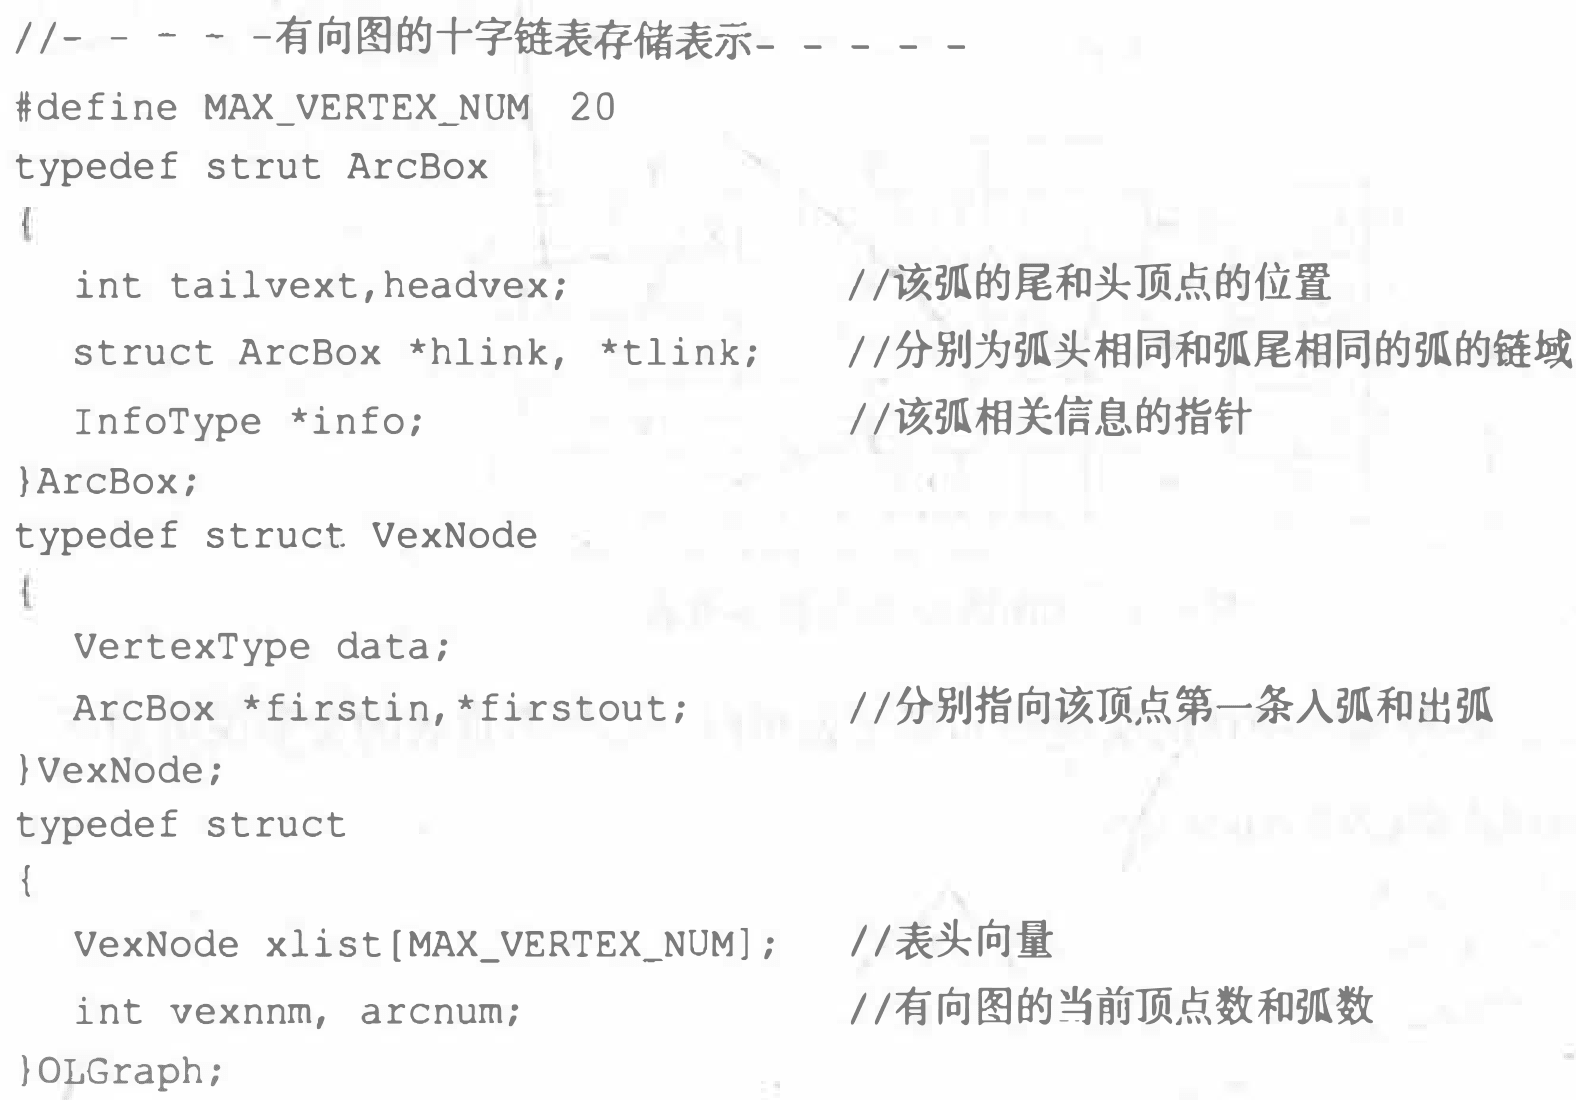 //- - - - -有向图的十字链表存储表示- - - - -
#define MAX_VERTEX_NUM 20
typedef strut ArcBox
{
int tailvext,headvex; //该弧的尾和头顶点的位置
struct ArcBox *hlink, *tlink; //分别为弧头相同和弧尾相同的弧的链域
InfoType *info; //该弧相关信息的指针
}ArcBox;
typedef struct VexNode
{
VertexType data;
ArcBox *firstin,*firstout; //分别指向该顶点第一条入弧和出弧
}VexNode;
typedef struct
{
VexNode xlist[MAX_VERTEX_NUM]; //表头向量
int vexnnm, arcnum; //有向图的当前顶点数和弧数
}OLGraph;